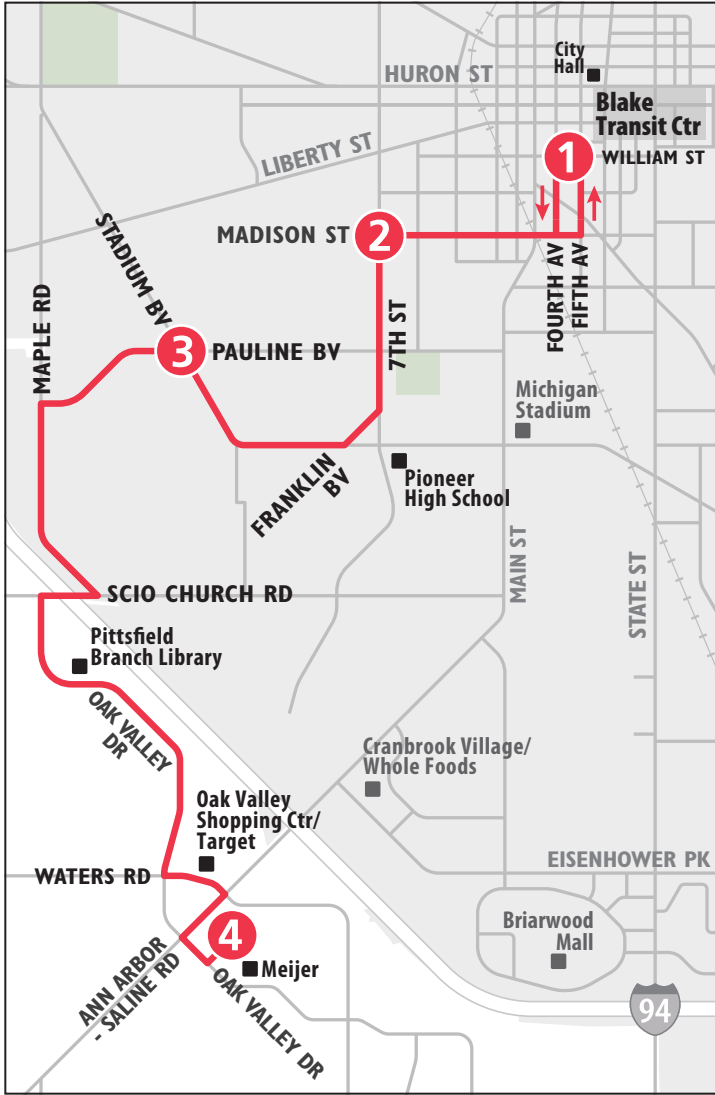 City
Hall
HURON ST
Blake
Transit Ctr
1
WILLIAM ST
LIBERTY ST
STADIUM BV
MADISON ST
2
FOURTH AV
FIFTH AV
MAPLE RD
7TH ST
3
PAULINE BV
Michigan
Stadium
FRANKLIN
BV
Pioneer
High School
MAIN ST
STATE ST
SCIO CHURCH RD
Pittsfield
Branch Library
OAK VALLEY
DR
Cranbrook Village/
Whole Foods
Oak Valley
Shopping Ctr/
Target
EISENHOWER PK
WATERS RD
Briarwood
Mall
4
Meijer
ANN ARBOR
- SALINE RD
OAK VALLEY DR
94